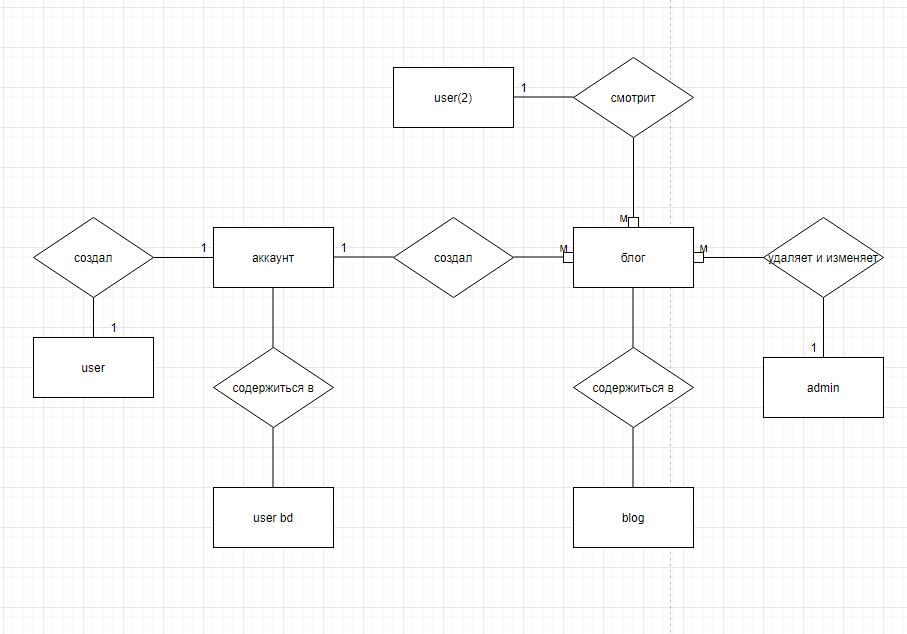 user(2)
1
смотрит
м
создал
1
аккаунт
1
создал
м
блог
м
удаляет и изменяет
1
user
1
admin
содержиться в
содержиться в
user bd
blog